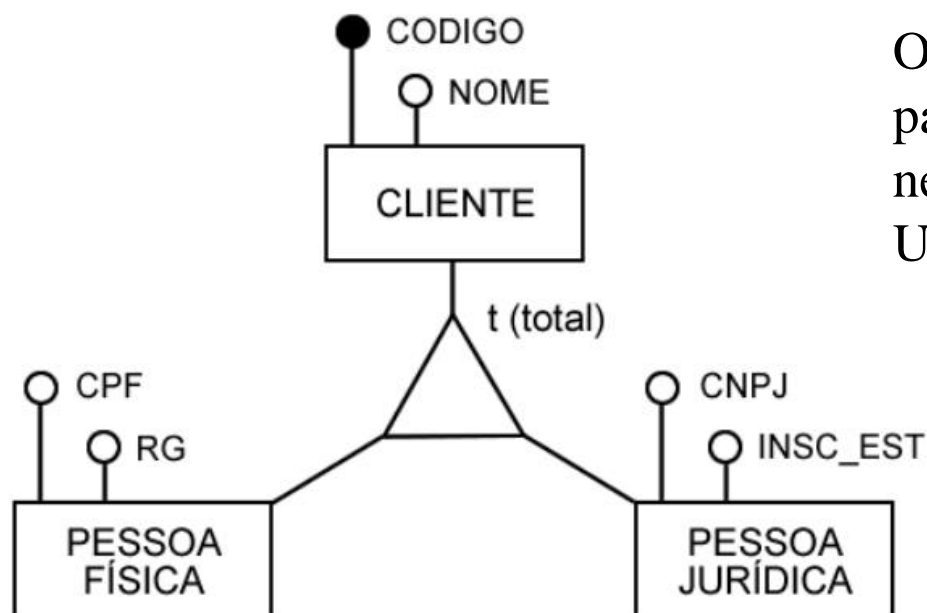 CODIGO
NOME
CLIENTE
t (total)
CPF
RG
PESSOA
FÍSICA
CNPJ
INSC_EST
PESSOA
JURÍDICA